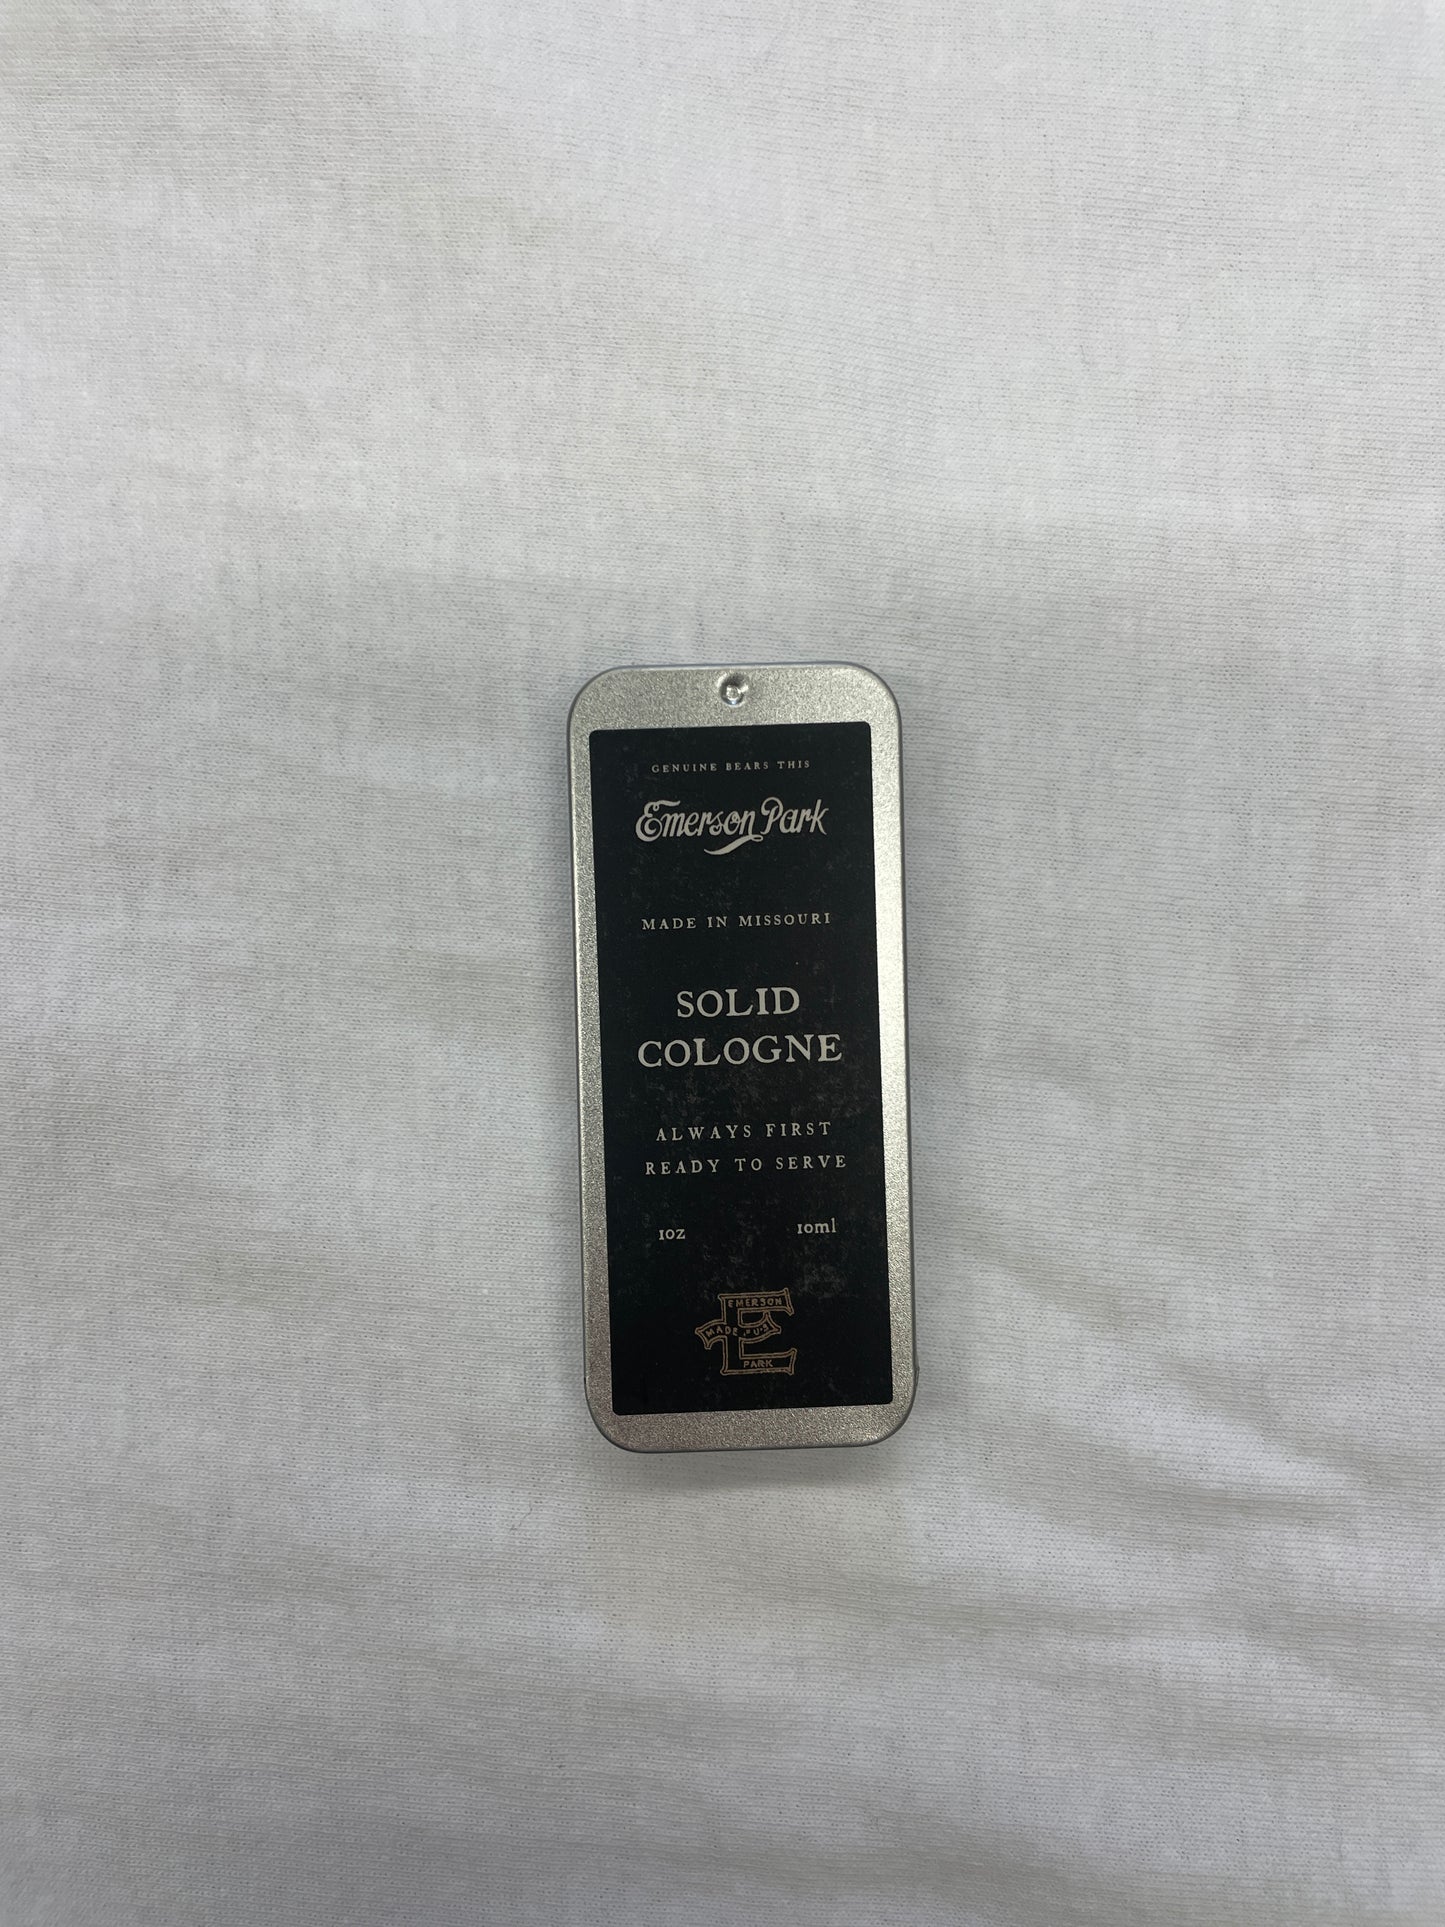 GENUINE BEARS THIS
Emerson Park
MADE IN MISSOURI
SOLID
COLOGNE
ALWAYS FIRST
READY TO SERVE
1oz 10ml
EMERSON
MADE IN U.S
PARK